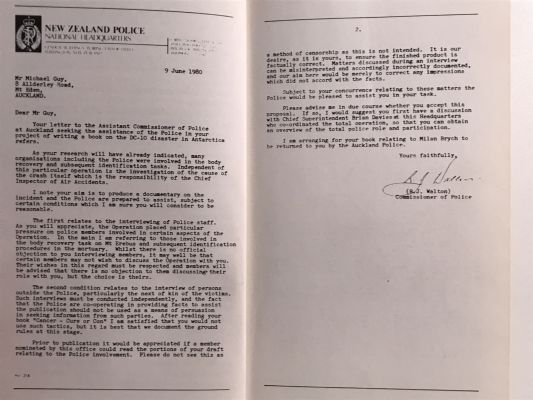 NEW ZEALAND POLICE
NATIONAL HEADQUARTERS
9 June 1980
Mr Michael Guy,
8 Allderley Road,
Mt Eden,
AUCKLAND.
Dear Mr Guy,
Your letter to the Assistant Commissioner of Police
at Auckland seeking the assistance of the Police in your
project of writing a book on the DC-10 disaster in Antarctica
refers.
As your research will have already indicated, many
organisations including the Police were involved in the body
recovery and subsequent identification tasks. Independent of
this particular operation is the investigation of the cause of
the crash itself which is the responsibility of the Chief
Inspector of Air Accidents.
I note your aim is to produce a documentary on the
incident and the Police are prepared to assist, subject to
certain conditions which I am sure you will consider to be
reasonable.
The first relates to the interviewing of Police staff.
As you will appreciate, the Operation placed particular
pressure on police members involved in certain aspects of the
Operation. In the main I am referring to those involved in
the body recovery task on Mt Erebus and subsequent identification
procedures in the mortuary. Whilst there is no official
objection to you interviewing members, it may well be that
certain members may not wish to discuss the Operation with you.
Their wishes in this regard must be respected and members will
be advised that there is no objection to them discussing their
role with you, but the choice is theirs.
The second condition relates to the interview of persons
outside the Police, particularly the next of kin of the victims.
Such interviews must be conducted independently, and the fact
that the Police are co-operating in providing facts to assist
the publication should not be used as a means of persuasion
in seeking information from such parties. After reading your
book "Cancer - Cure or Con" I am satisfied that you would not
use such tactics, but it is best that we document the ground
rules at this stage.
Prior to publication it would be appreciated if a member
nominated by this office could read the portions of your draft
relating to the Police involvement. Please do not see this as
2.
a method of censorship as this is not intended. It is our
desire, as it is yours, to ensure the finished product is
factually correct. Matters discussed during an interview
can be misinterpreted and accordingly incorrectly documented,
and our aim here would be merely to correct any impressions
which did not accord with the facts.
Subject to your concurrence relating to these matters the
Police would be pleased to assist you in your task.
Please advise me in due course whether you accept this
proposal. If so, I would suggest you first have a discussion
with Chief Superintendent Brian Davies at this Headquarters
who co-ordinated the total operation, so that you can obtain
an overview of the total police role and participation.
I am arranging for your book relating to Milan Brych to
be returned to you by the Auckland Police.
Yours faithfully,
(R.J. Walton)
Commissioner of Police